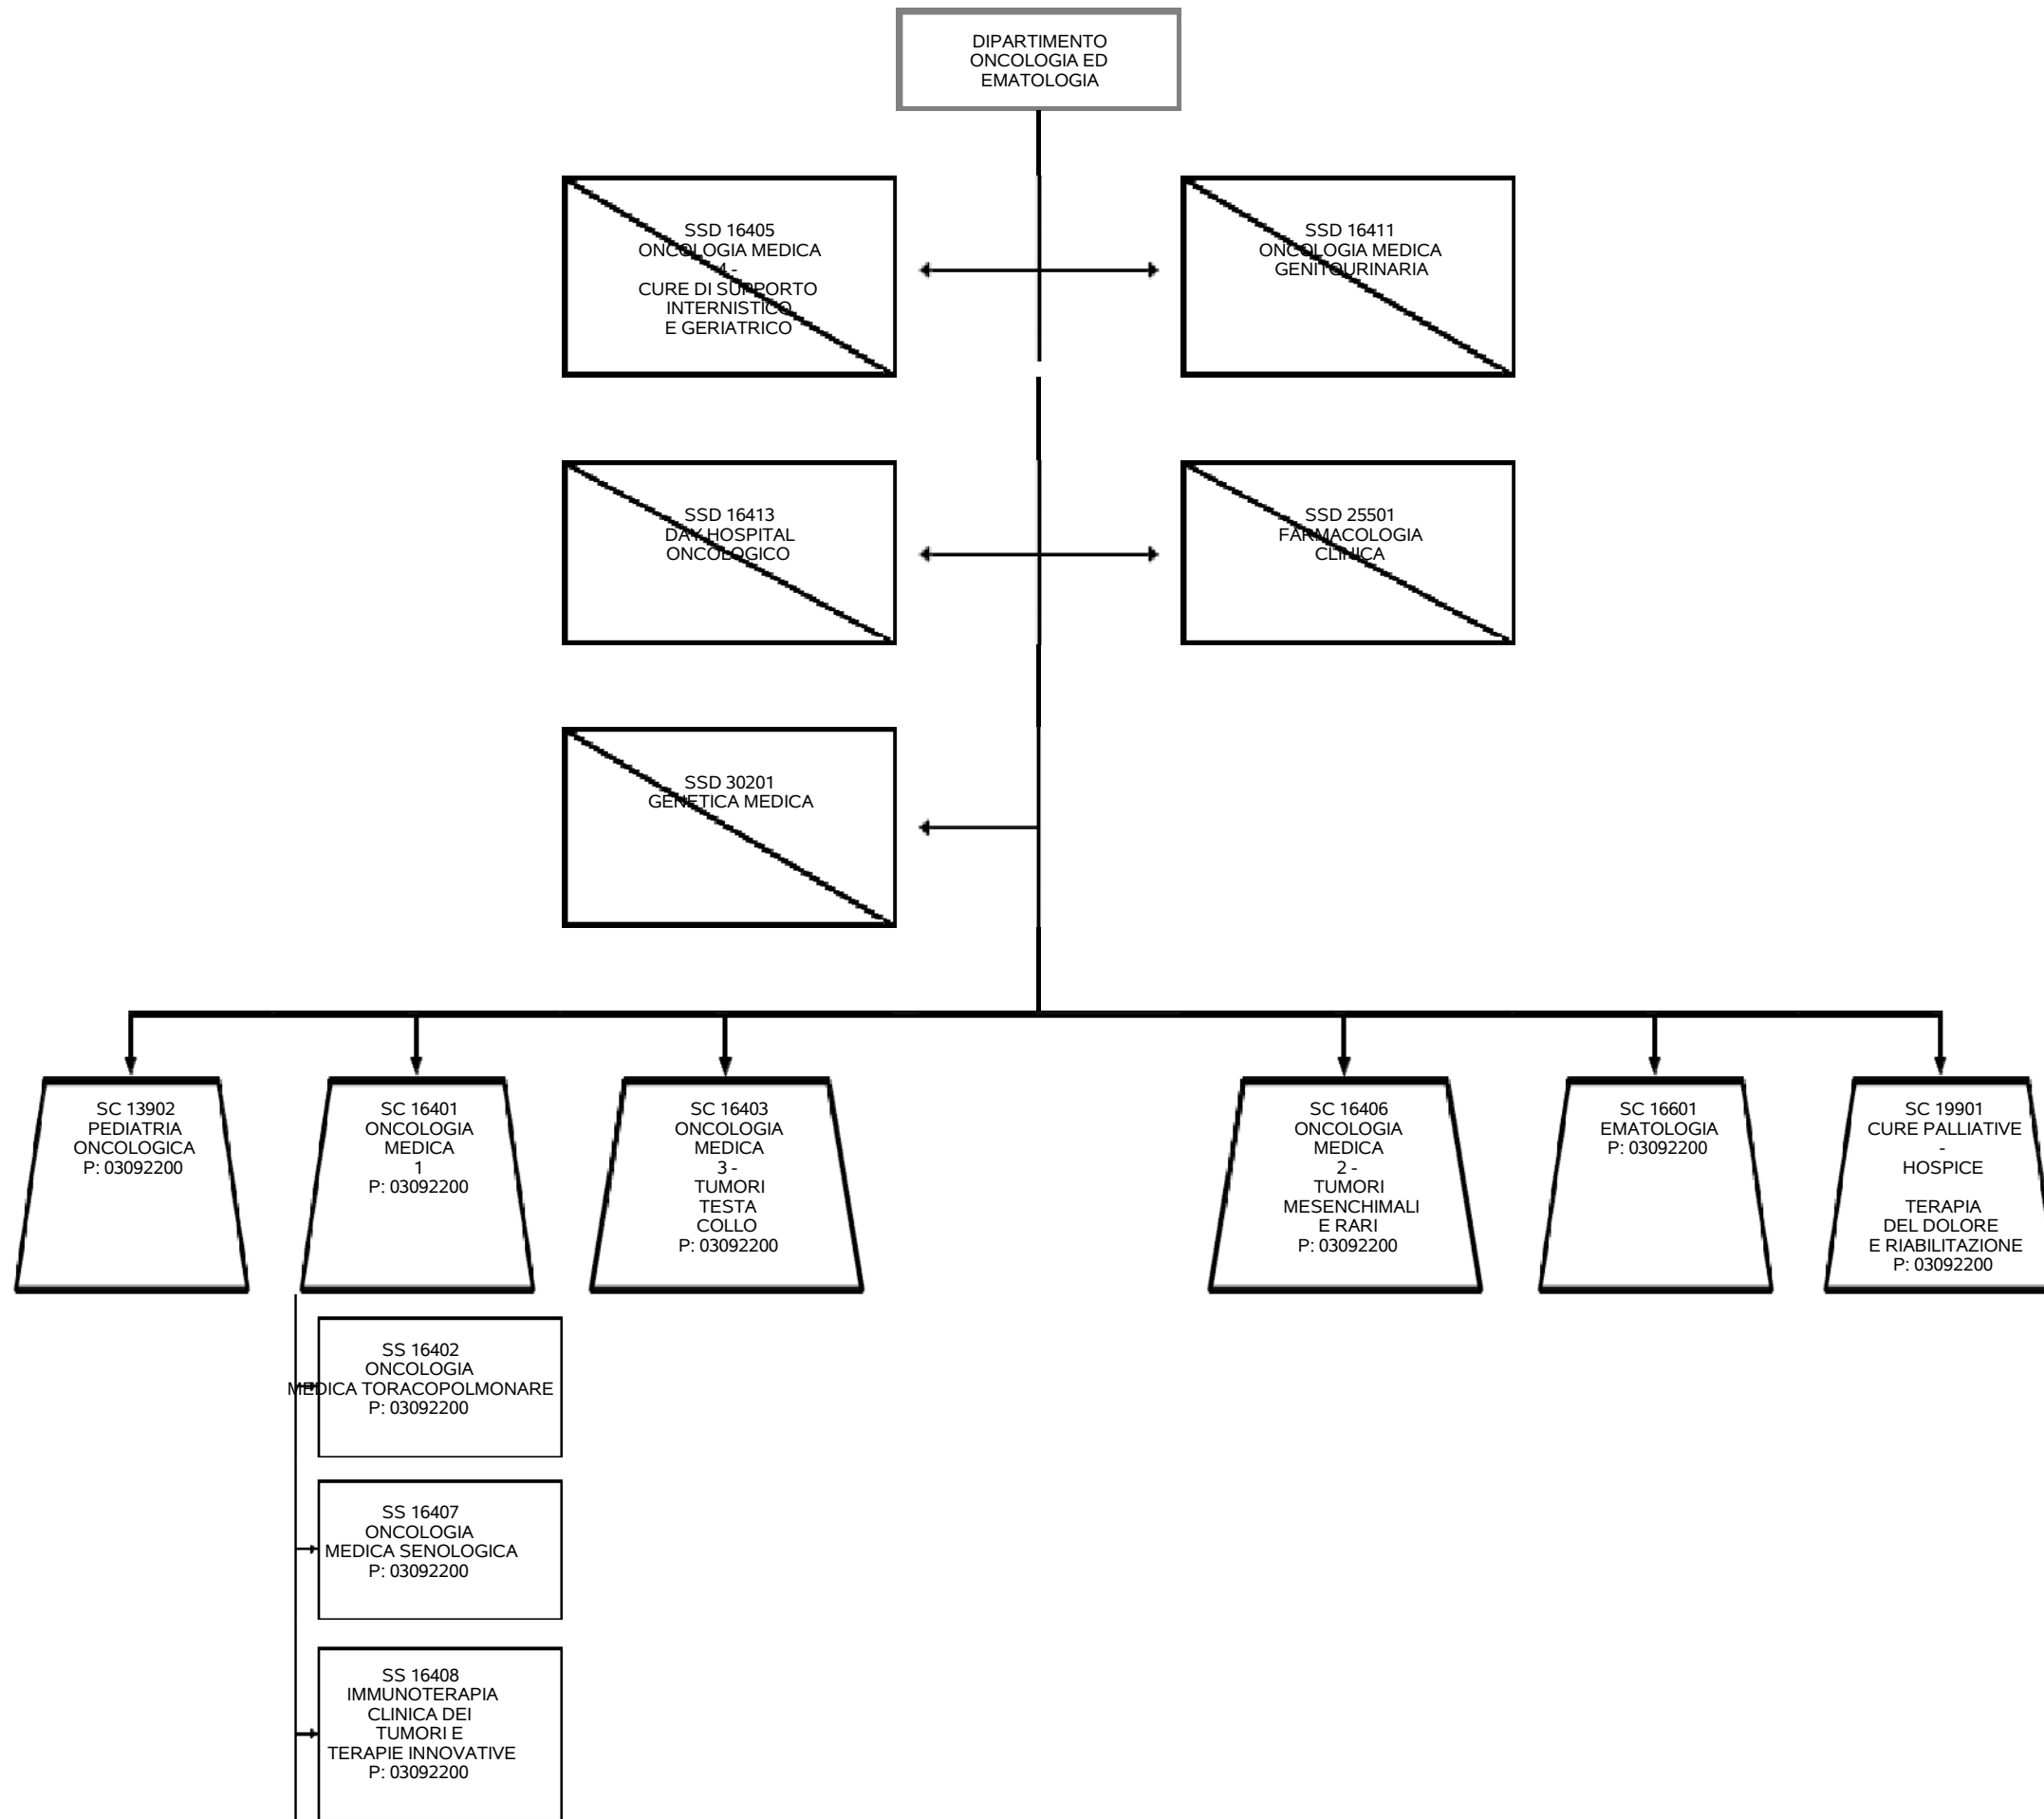 DIPARTIMENTO
ONCOLOGIA ED
EMATOLOGIA
SSD 16405
ONCOLOGIA MEDICA
4 -
CURE DI SUPPORTO
INTERNISTICO
E GERIATRICO
SSD 16411
ONCOLOGIA MEDICA
GENITOURINARIA
SSD 16413
DAY HOSPITAL
ONCOLOGICO
SSD 25501
FARMACOLOGIA
CLINICA
SSD 30201
GENETICA MEDICA
SC 13902
PEDIATRIA
ONCOLOGICA
P: 03092200
SC 16401
ONCOLOGIA
MEDICA
1
P: 03092200
SC 16403
ONCOLOGIA
MEDICA
3 -
TUMORI
TESTA
COLLO
P: 03092200
SC 16406
ONCOLOGIA
MEDICA
2 -
TUMORI
MESENCHIMALI
E RARI
P: 03092200
SC 16601
EMATOLOGIA
P: 03092200
SC 19901
CURE PALLIATIVE
-
HOSPICE
TERAPIA
DEL DOLORE
E RIABILITAZIONE
P: 03092200
SS 16402
ONCOLOGIA
MEDICA TORACOPOLMONARE
P: 03092200
SS 16407
ONCOLOGIA
MEDICA SENOLOGICA
P: 03092200
SS 16408
IMMUNOTERAPIA
CLINICA DEI
TUMORI E
TERAPIE INNOVATIVE
P: 03092200